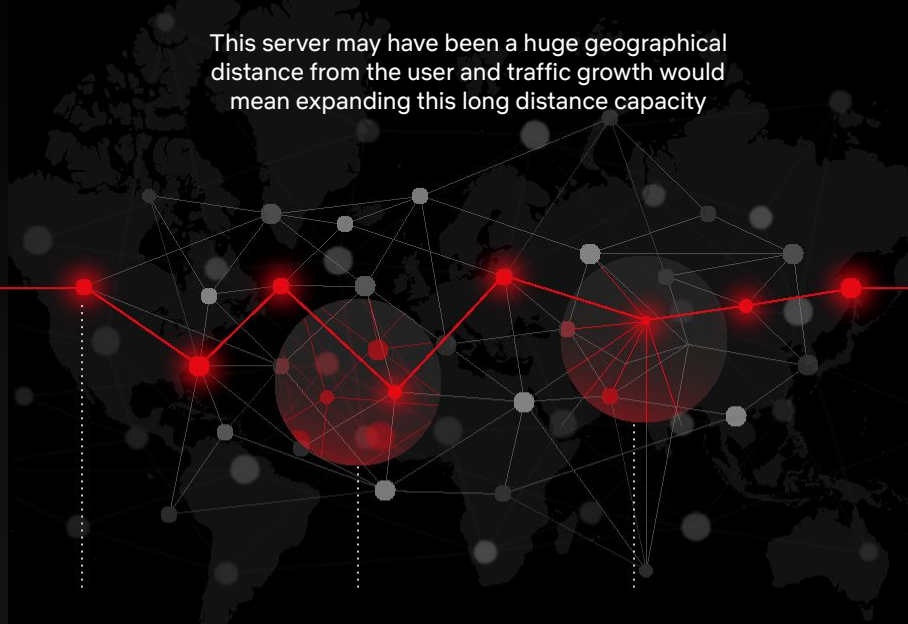 This server may have been a huge geographical
distance from the user and traffic growth would
mean expanding this long distance capacity